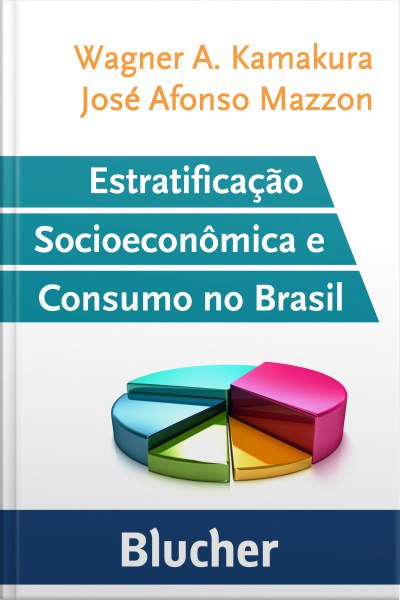 Wagner A. Kamakura
José Afonso Mazzon
Estratificação
Socioeconômica e
Consumo no Brasil
Blucher